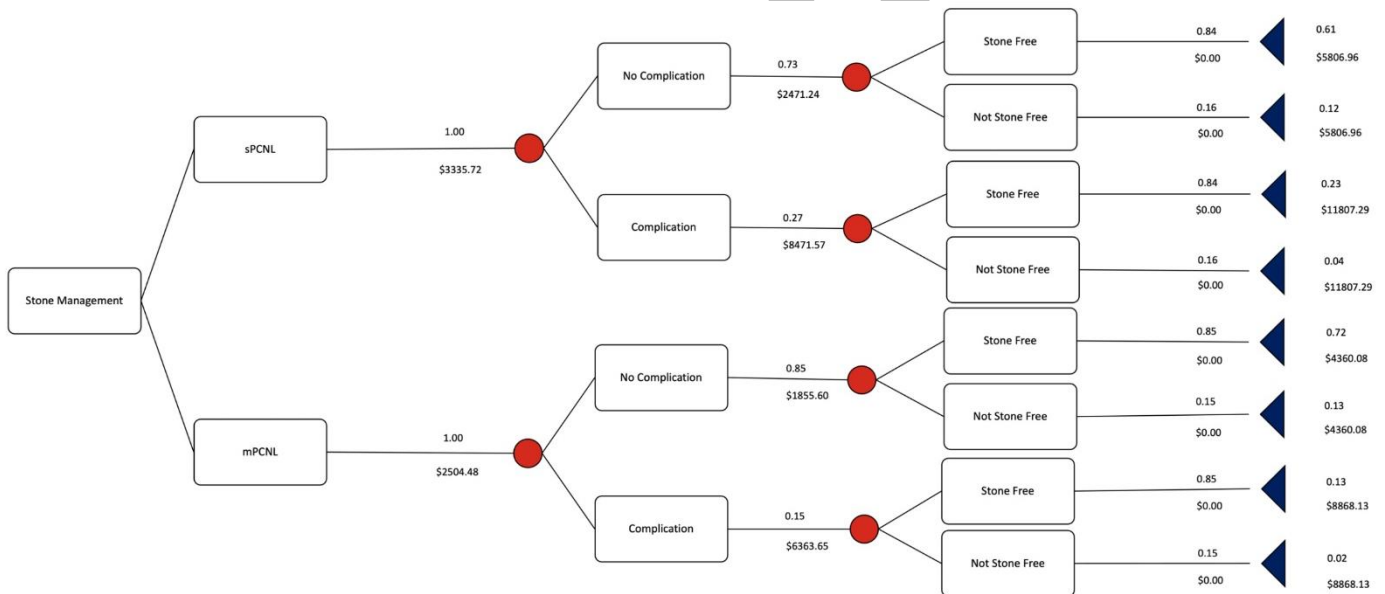 Stone Management
sPCNL
1.00
$3335.72
No Complication
0.73
$2471.24
Stone Free
0.84
$0.00
0.61
$5806.96
Not Stone Free
0.16
$0.00
0.12
$5806.96
Complication
0.27
$8471.57
Stone Free
0.84
$0.00
0.23
$11807.29
Not Stone Free
0.16
$0.00
0.04
$11807.29
mPCNL
1.00
$2504.48
No Complication
0.85
$1855.60
Stone Free
0.85
$0.00
0.72
$4360.08
Not Stone Free
0.15
$0.00
0.13
$4360.08
Complication
0.15
$6363.65
Stone Free
0.85
$0.00
0.13
$8868.13
Not Stone Free
0.15
$0.00
0.02
$8868.13